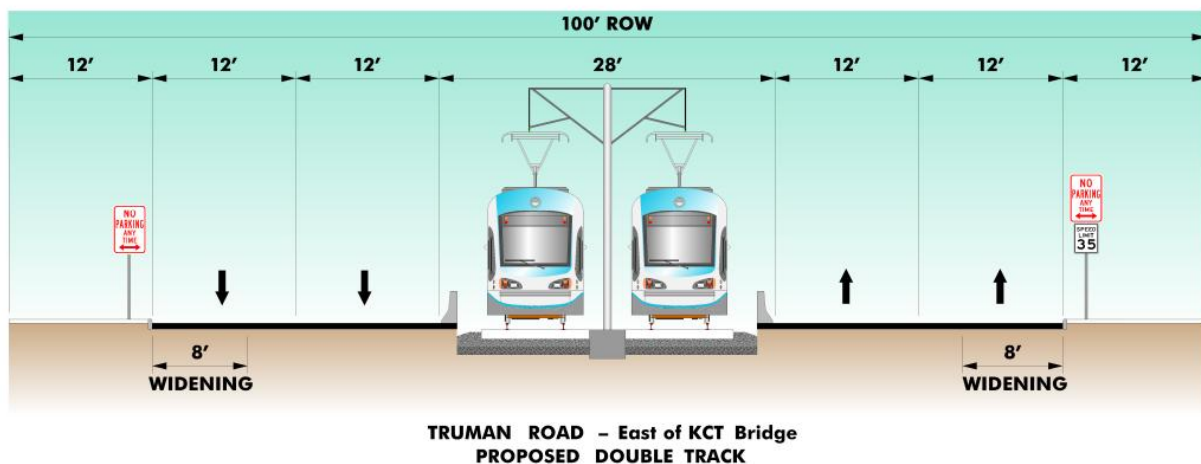 100' ROW
12' 12' 12' 28' 12' 12' 12'
NO
PARKING
ANY
TIME
NO
PARKING
ANY
TIME
SPEED
LIMIT
35
8'
WIDENING
8'
WIDENING
TRUMAN ROAD – East of KCT Bridge
PROPOSED DOUBLE TRACK